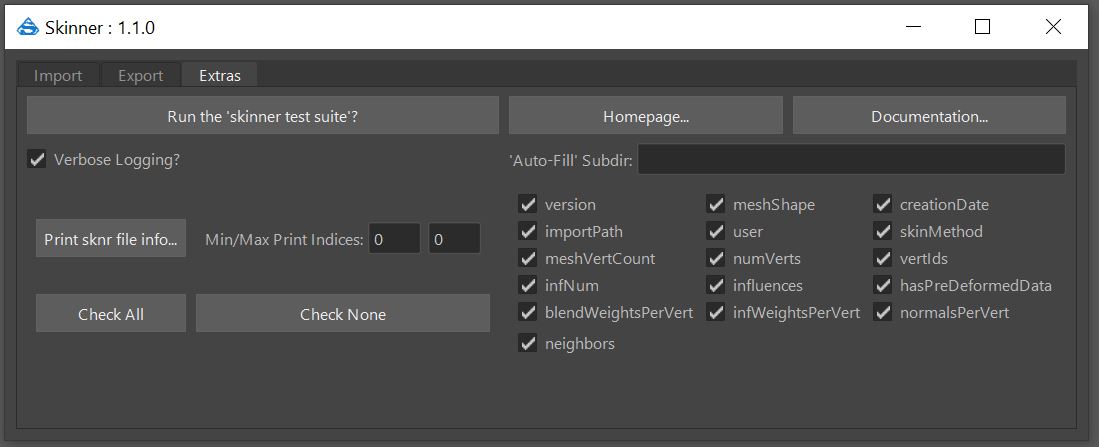 Skinner : 1.1.0
Import Export Extras
Run the 'skinner test suite'? Homepage... Documentation...
Verbose Logging? 'Auto-Fill' Subdir:
version meshShape creationDate
importPath user skinMethod
Print sknr file info... Min/Max Print Indices: 0 0
meshVertCount numVerts vertIds
infNum influences hasPreDeformedData
Check All Check None
blendWeightsPerVert infWeightsPerVert normalsPerVert
neighbors